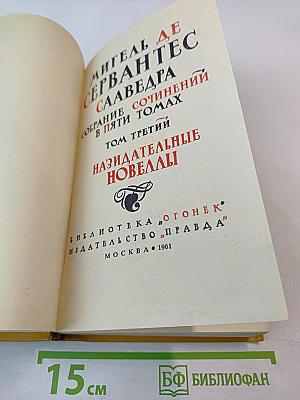 МИГЕЛЬ ДЕ
СЕРВАНТЕС
СААВЕДРА
СОБРАНИЕ СОЧИНЕНИЙ
В ПЯТИ ТОМАХ
ТОМ ТРЕТИЙ
НАЗИДАТЕЛЬНЫЕ
НОВЕЛЛЫ
БИБЛИОТЕКА „ОГОНЕК"
ИЗДАТЕЛЬСТВО „ПРАВДА"
МОСКВА • 1961
15 см
БФ БИБЛИОФАН